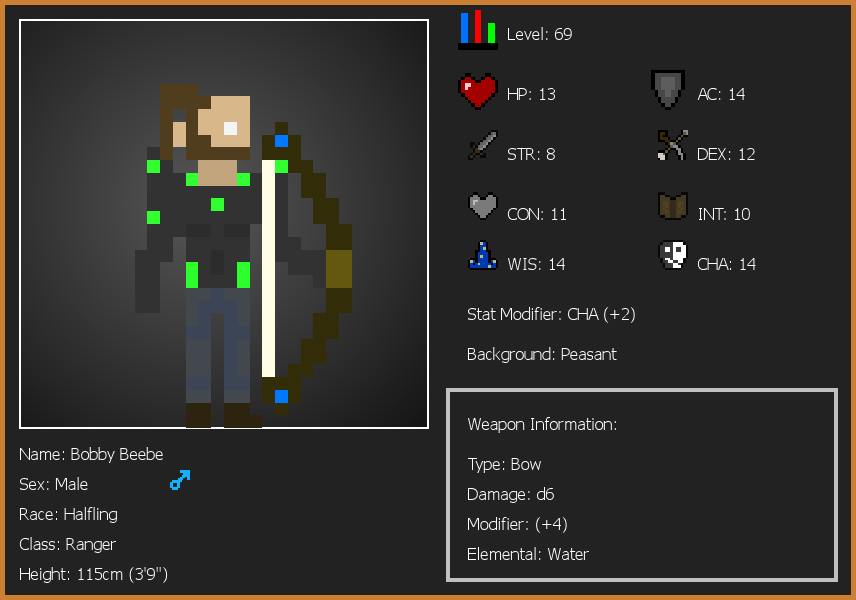 Level: 69
HP: 13
AC: 14
STR: 8
DEX: 12
CON: 11
INT: 10
WIS: 14
CHA: 14
Stat Modifier: CHA (+2)
Background: Peasant
Weapon Information:
Type: Bow
Damage: d6
Modifier: (+4)
Elemental: Water
Name: Bobby Beebe
Sex: Male
Race: Halfling
Class: Ranger
Height: 115cm (3'9")